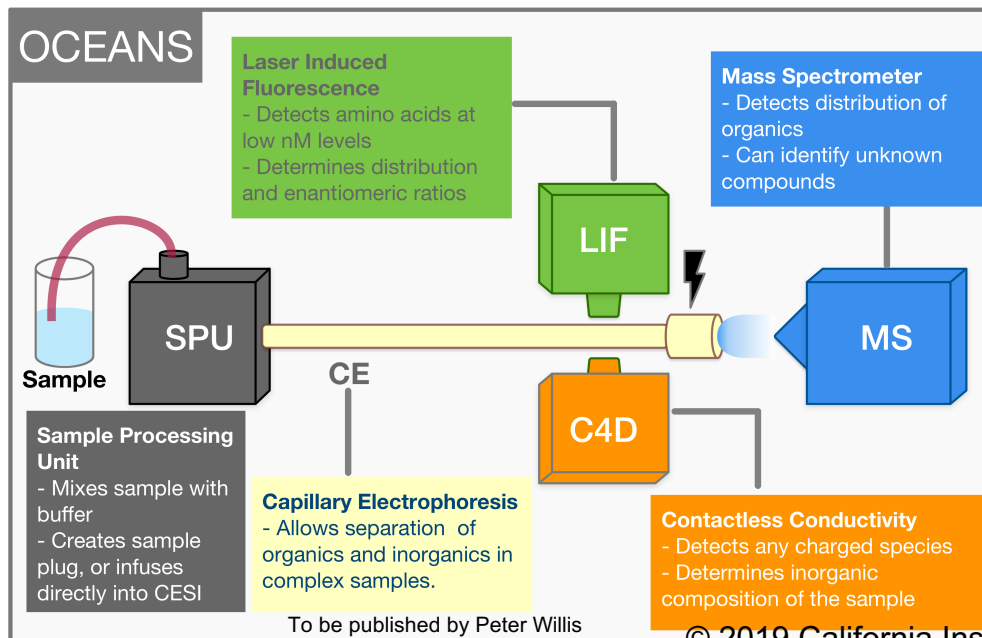 OCEANS
Laser Induced
Fluorescence
- Detects amino acids at
low nM levels
- Determines distribution
and enantiomeric ratios
Mass Spectrometer
- Detects distribution of
organics
- Can identify unknown
compounds
LIF
SPU
MS
Sample
CE
C4D
Sample Processing
Unit
- Mixes sample with
buffer
- Creates sample
plug, or infuses
directly into CESI
Capillary Electrophoresis
- Allows separation of
organics and inorganics in
complex samples.
Contactless Conductivity
- Detects any charged species
- Determines inorganic
composition of the sample
To be published by Peter Willis
© 2019 California Ins